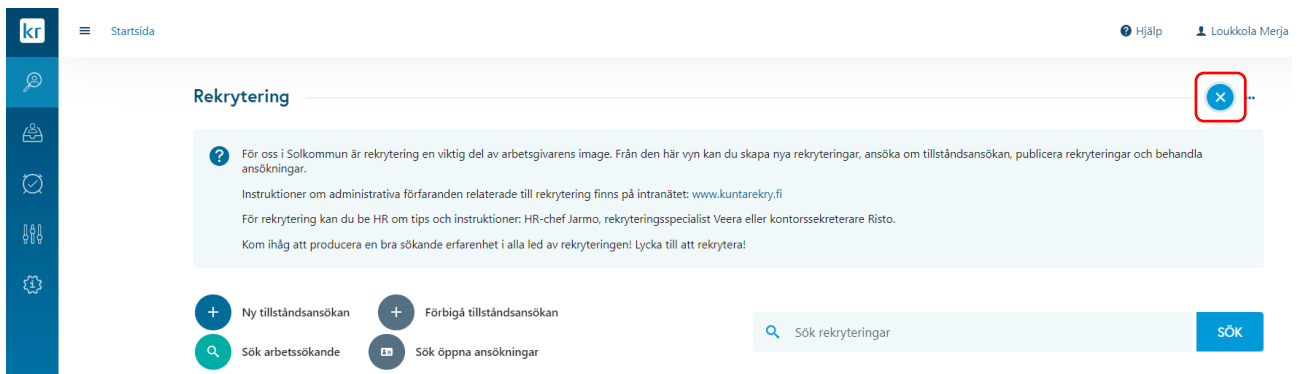 kr
Startsida
Hjälp
Loukkola Merja
Rekrytering
För oss i Solkommun är rekrytering en viktig del av arbetsgivarens image. Från den här vyn kan du skapa nya rekryteringar, ansöka om tillståndsansökan, publicera rekryteringar och behandla
ansökningar.
Instruktioner om administrativa förfaranden relaterade till rekrytering finns på intranätet: www.kuntarekry.fi
För rekrytering kan du be HR om tips och instruktioner: HR-chef Jarmo, rekryteringsspecialist Veera eller kontorssekreterare Risto.
Kom ihåg att producera en bra sökande erfarenhet i alla led av rekryteringen! Lycka till att rekrytera!
Ny tillståndsansökan
Förbigå tillståndsansökan
Sök rekryteringar
SÖK
Sök arbetssökande
Sök öppna ansökningar